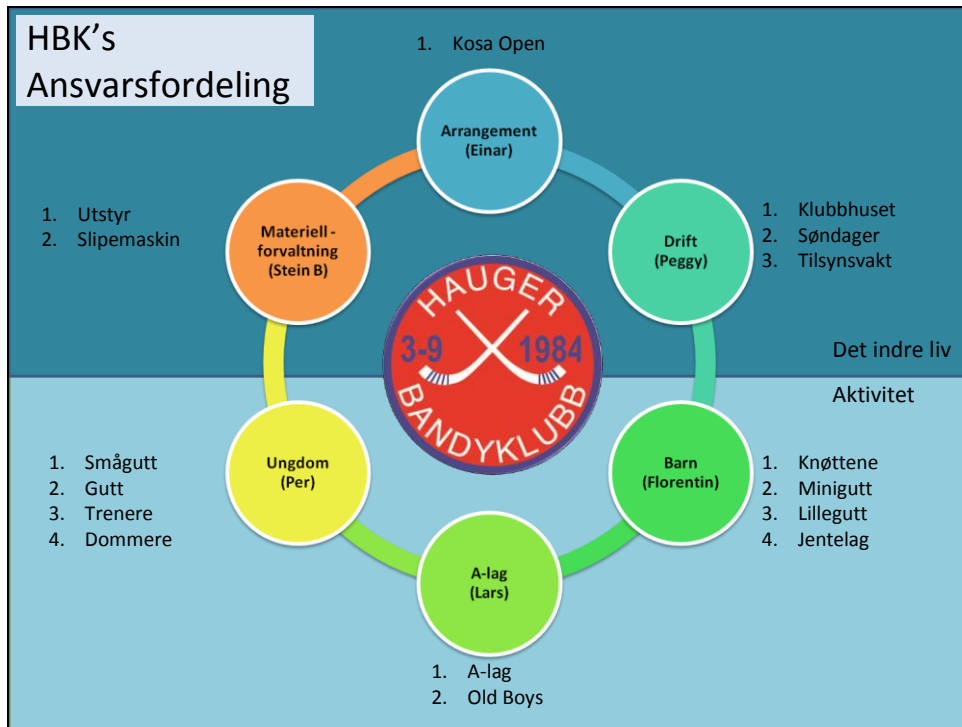 HBK's
Ansvarsfordeling
1. Kosa Open
Arrangement
(Einar)
1. Utstyr
2. Slipemaskin
Materiell -
forvaltning
(Stein B)
Drift
(Peggy)
1. Klubbhuset
2. Søndager
3. Tilsynsvakt
HAUGER
3-9 1984
BANDYKLUBB
Det indre liv
Aktivitet
1. Smågutt
2. Gutt
3. Trenere
4. Dommere
Ungdom
(Per)
Barn
(Florentin)
1. Knøttene
2. Minigutt
3. Lillegutt
4. Jentelag
A-lag
(Lars)
1. A-lag
2. Old Boys